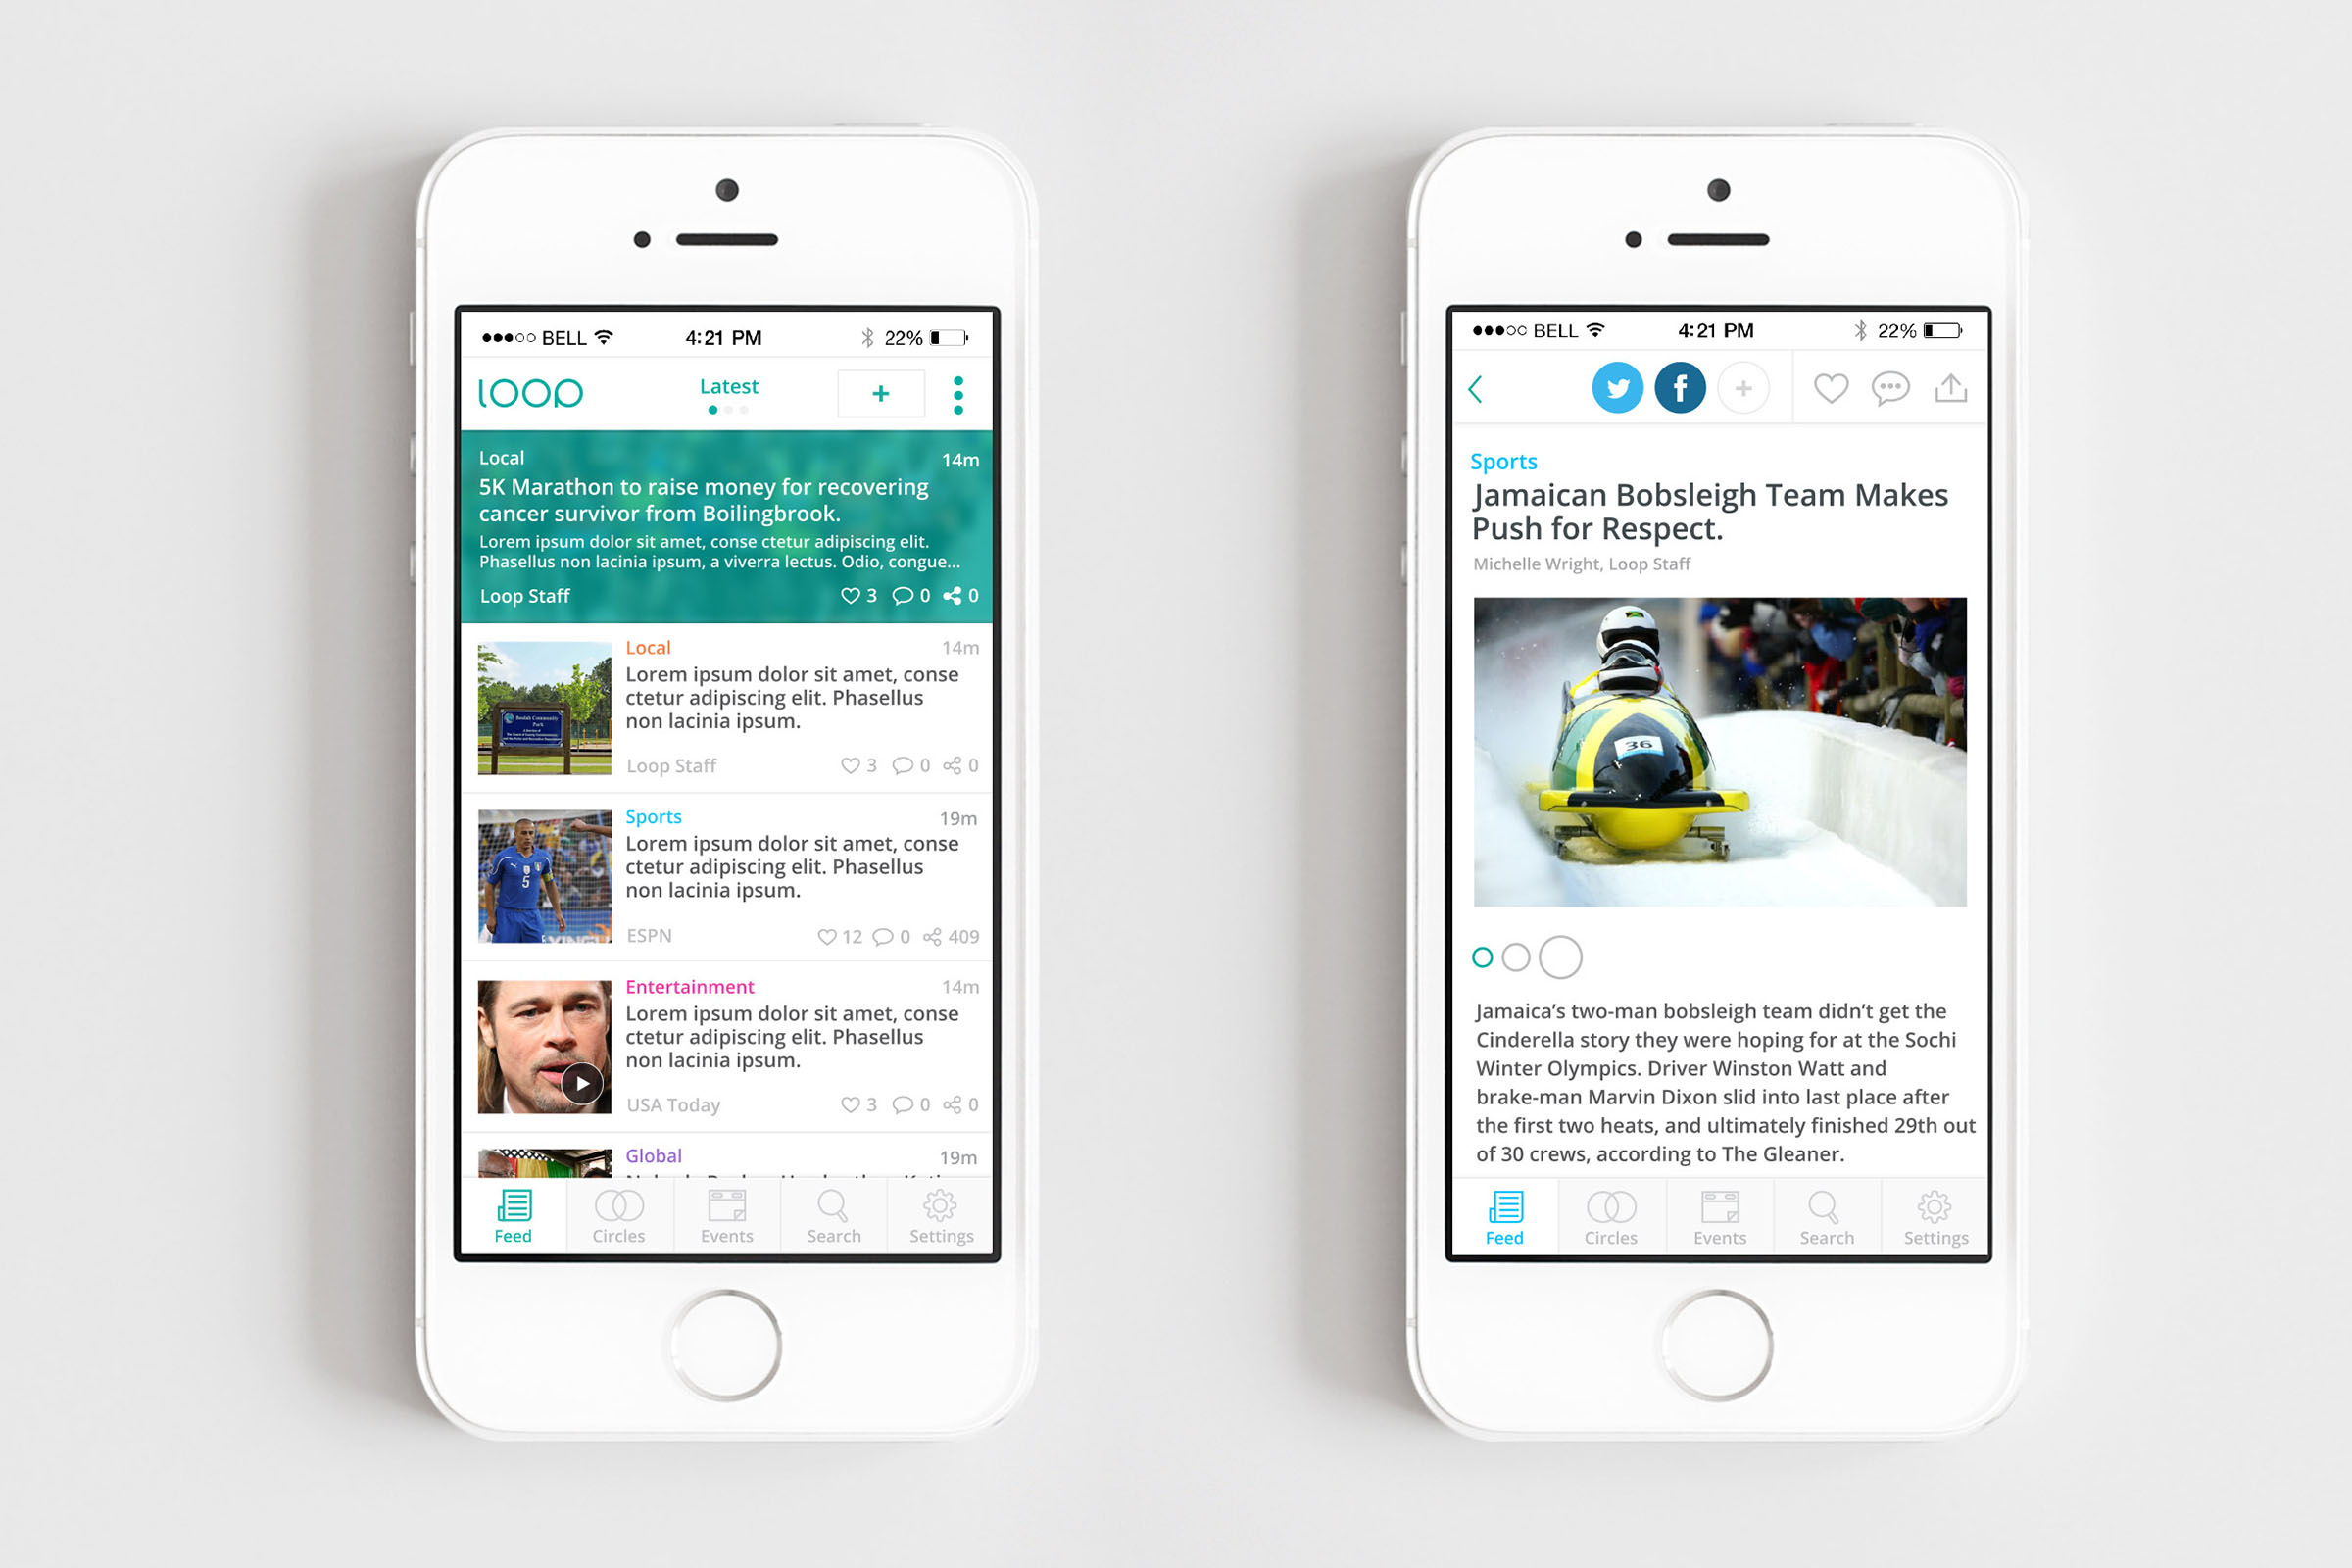 BELL 4:21 PM 22%
loop Latest +
Local 14m
5K Marathon to raise money for recovering
cancer survivor from Boilingbrook.
Lorem ipsum dolor sit amet, conse ctetur adipiscing elit.
Phasellus non lacinia ipsum, a viverra lectus. Odio, congue...
Loop Staff 3 0 0
Local 14m
Lorem ipsum dolor sit amet, conse
ctetur adipiscing elit. Phasellus
non lacinia ipsum.
Loop Staff 3 0 0
Community
Park
Sports 19m
Lorem ipsum dolor sit amet, conse
ctetur adipiscing elit. Phasellus
non lacinia ipsum.
ESPN 12 0 409
5
Entertainment 14m
Lorem ipsum dolor sit amet, conse
ctetur adipiscing elit. Phasellus
non lacinia ipsum.
USA Today 3 0 0
Global 19m
Feed Circles Events Search Settings
BELL 4:21 PM 22%
f +
Sports
Jamaican Bobsleigh Team Makes
Push for Respect.
Michelle Wright, Loop Staff
36
Jamaica's two-man bobsleigh team didn't get the
Cinderella story they were hoping for at the Sochi
Winter Olympics. Driver Winston Watt and
brake-man Marvin Dixon slid into last place after
the first two heats, and ultimately finished 29th out
of 30 crews, according to The Gleaner.
Feed Circles Events Search Settings